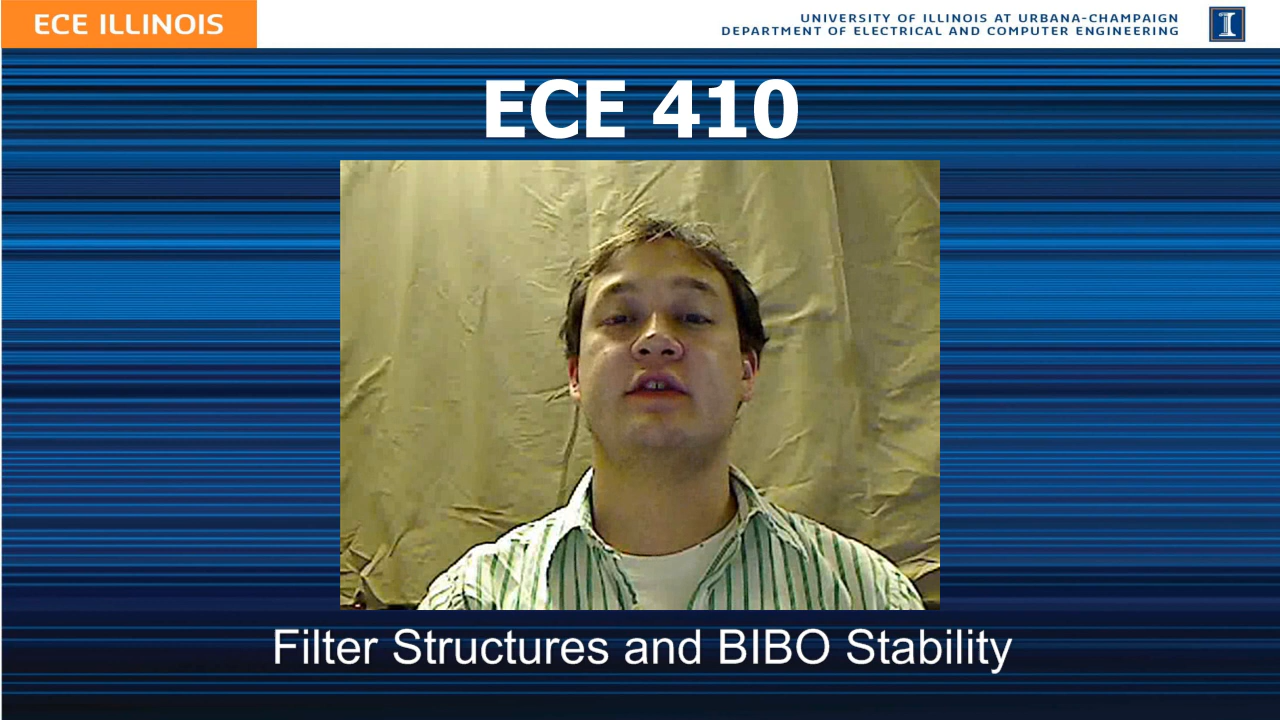 ECE ILLINOIS
UNIVERSITY OF ILLINOIS AT URBANA-CHAMPAIGN
DEPARTMENT OF ELECTRICAL AND COMPUTER ENGINEERING
I
ECE 410
Filter Structures and BIBO Stability